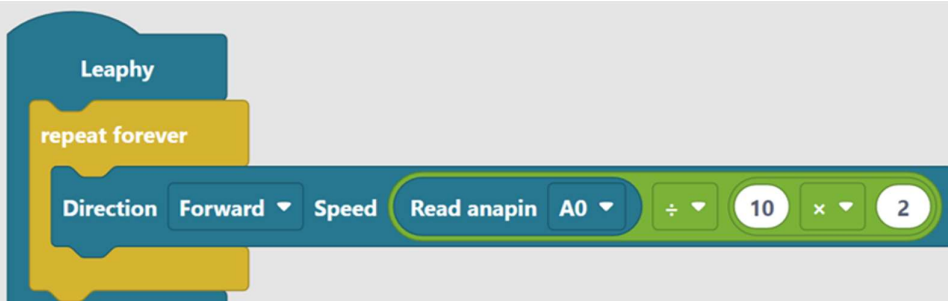 Leaphy
repeat forever
Direction Forward Speed Read anapin A0 ÷ 10 × 2